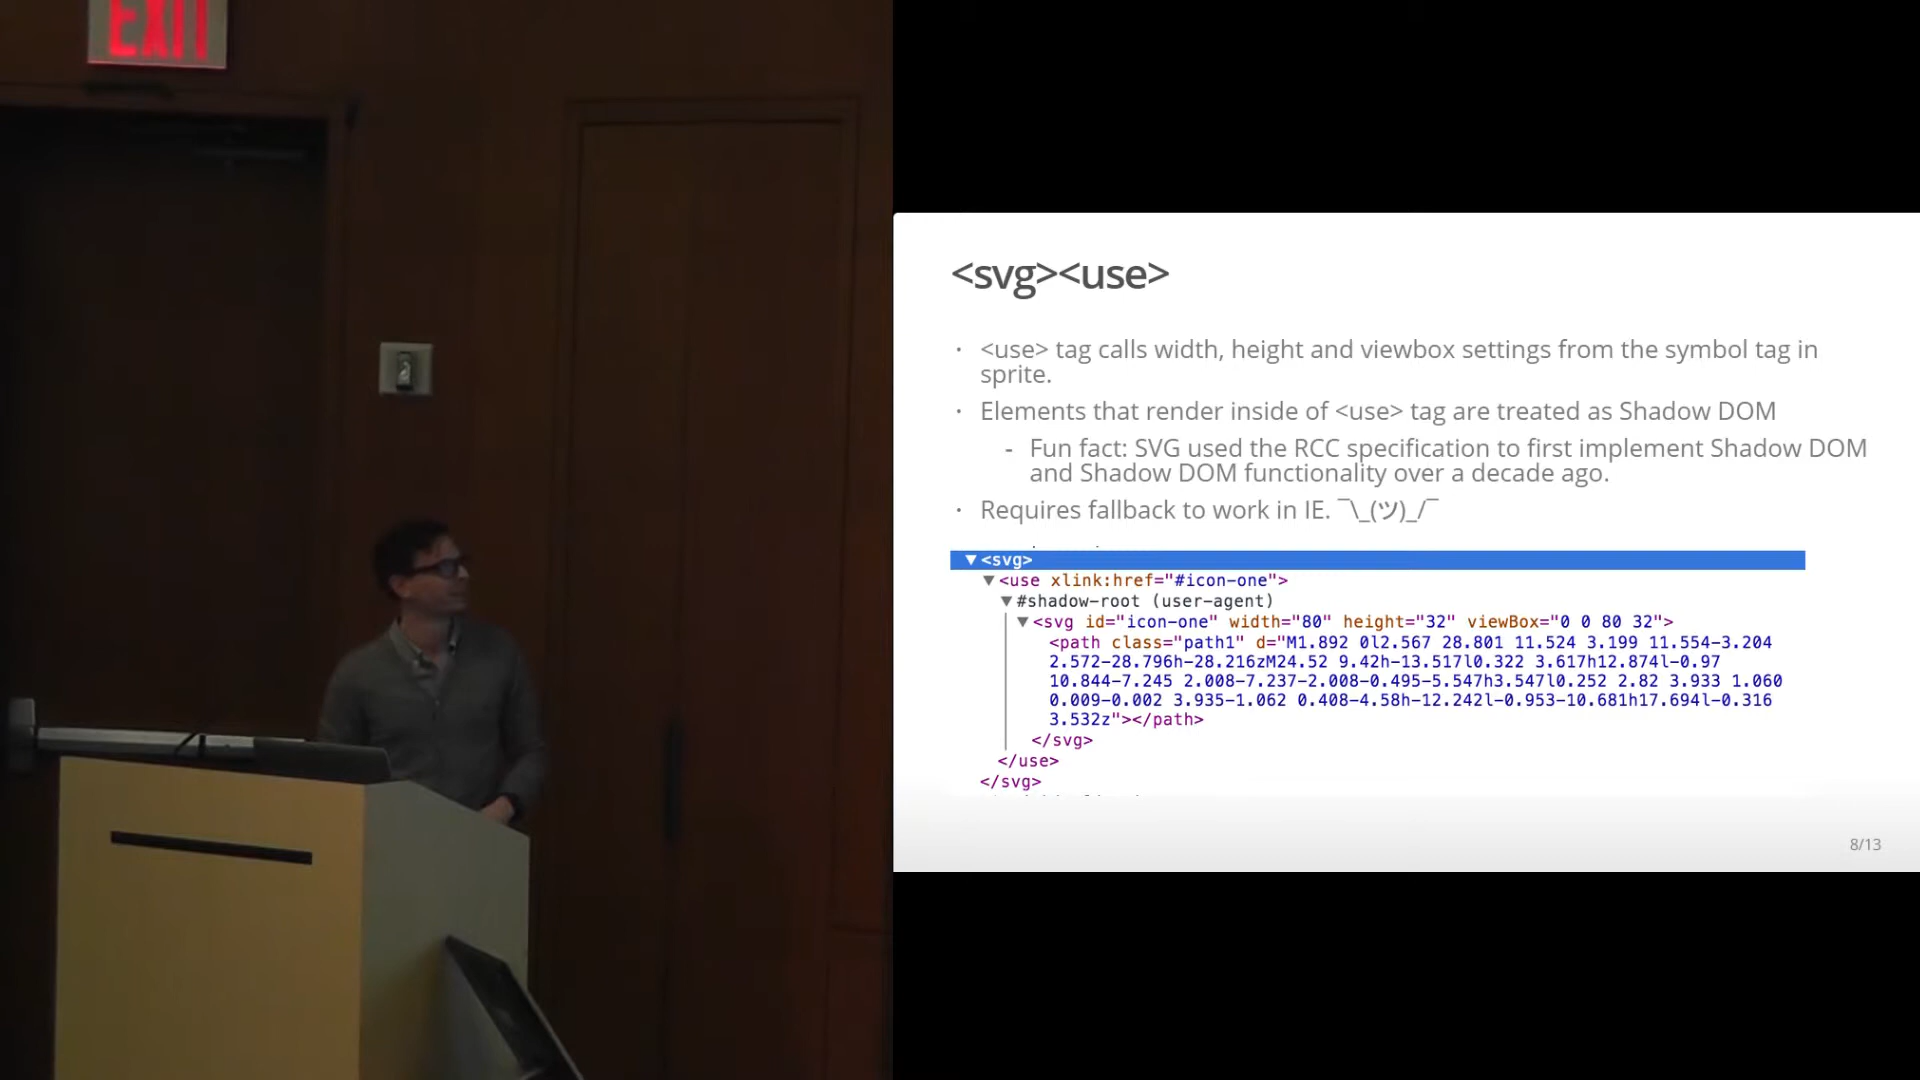 EXIT
<svg><use>
· <use> tag calls width, height and viewbox settings from the symbol tag in
sprite.
· Elements that render inside of <use> tag are treated as Shadow DOM
- Fun fact: SVG used the RCC specification to first implement Shadow DOM
and Shadow DOM functionality over a decade ago.
· Requires fallback to work in IE. ¯\_(ツ)_/¯
▼<svg>
▼<use xlink:href="#icon-one">
▼#shadow-root (user-agent)
▼<svg id="icon-one" width="80" height="32" viewBox="0 0 80 32">
<path class="path1" d="M1.892 0l2.567 28.801 11.524 3.199 11.554-3.204
2.572-28.796h-28.216zM24.52 9.42h-13.517l0.322 3.617h12.874l-0.97
10.844-7.245 2.008-7.237-2.008-0.495-5.547h3.547l0.252 2.82 3.933 1.060
0.009-0.002 3.935-1.062 0.408-4.58h-12.242l-0.953-10.681h17.694l-0.316
3.532z"></path>
</svg>
</use>
</svg>
8/13